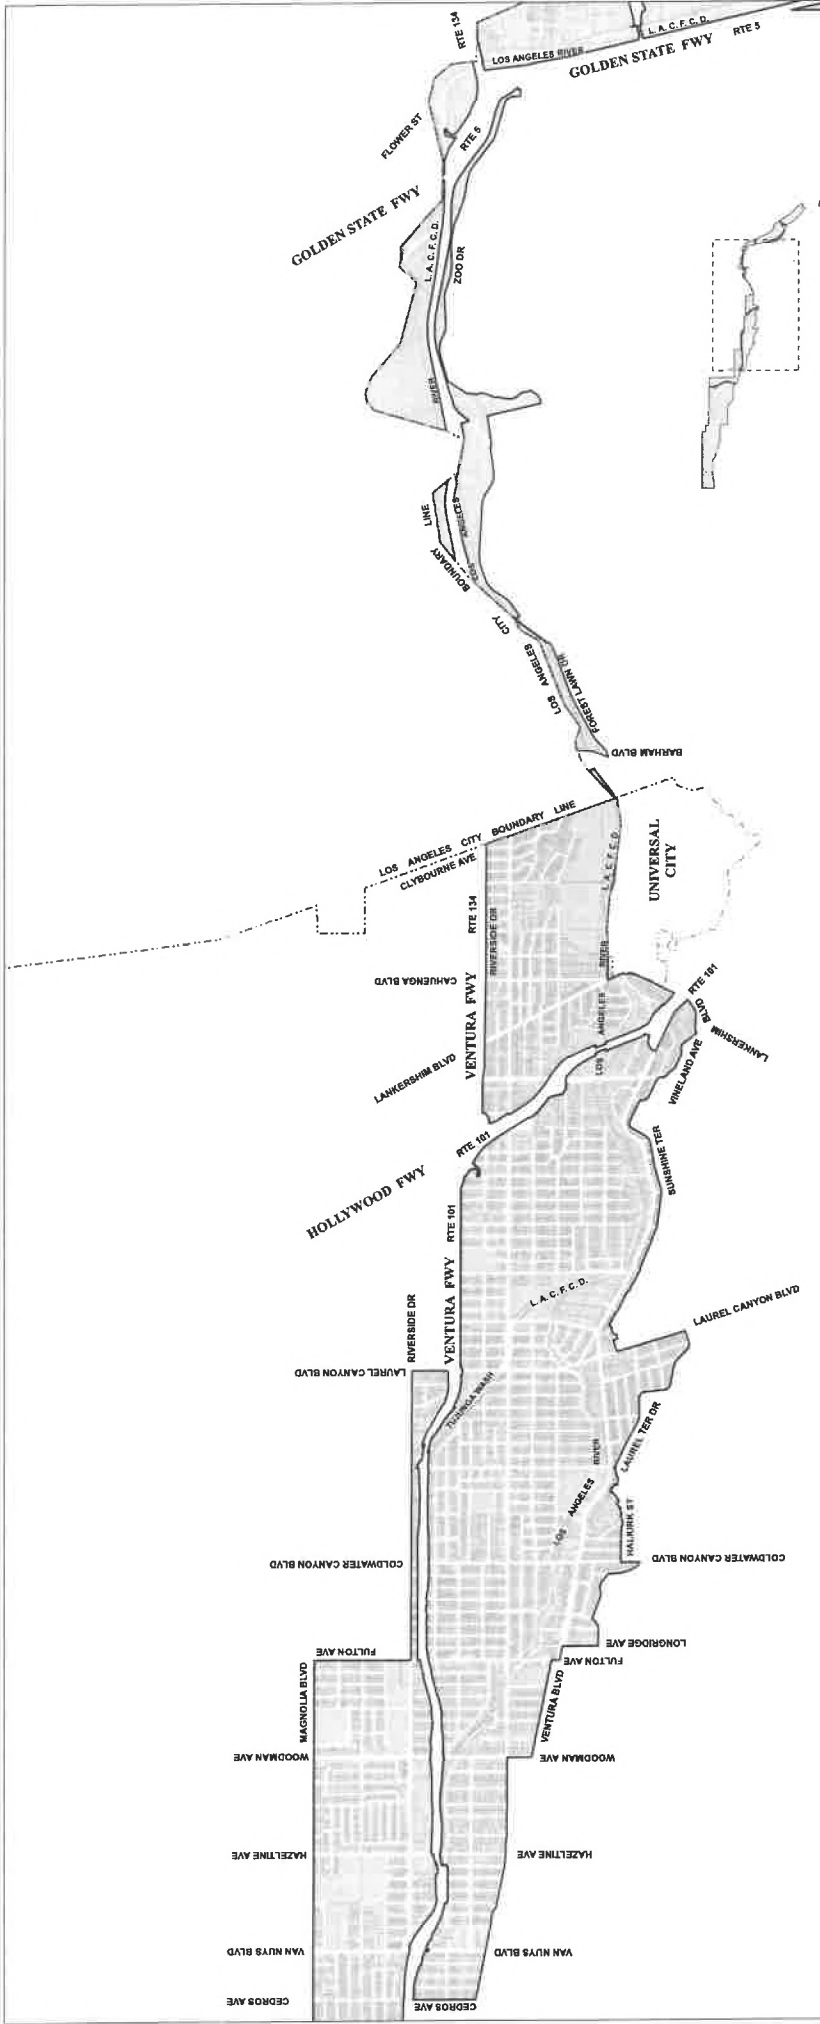 RTE 134
L. A. C. F. C. D.
RTE 5
LOS ANGELES RIVER
GOLDEN STATE FWY
FLOWER ST
RTE 5
GOLDEN STATE FWY
L. A. C. F. C. D.
ZOO DR
RIVER
LINE
ANGELES
BOUNDARY
LOS
CITY
LOS ANGELES
FOREST LAWN DR
BARHAM BLVD
LOS ANGELES CITY BOUNDARY LINE
CLYBOURNE AVE
L A C F C D
UNIVERSAL
CITY
RTE 134
RIVERSIDE DR
RIVER
CAHUENGA BLVD
VENTURA FWY
ANGELES
RTE 101
LANKERSHIM BLVD
LOS
LANKERSHIM BLVD
VINELAND AVE
RTE 101
SUNSHINE TER
HOLLYWOOD FWY
RTE 101
VENTURA FWY
L. A. C. F. C. D.
RIVERSIDE DR
LAUREL CANYON BLVD
LAUREL CANYON BLVD
TUJUNGA WASH
LAUREL TER DR
RIVER
ANGELES
LOS
HALKIRK ST
COLDWATER CANYON BLVD
COLDWATER CANYON BLVD
LONGRIDGE AVE
FULTON AVE
FULTON AVE
MAGNOLIA BLVD
VENTURA BLVD
WOODMAN AVE
WOODMAN AVE
HAZELTINE AVE
HAZELTINE AVE
VAN NUYS BLVD
VAN NUYS BLVD
CEDROS AVE
CEDROS AVE